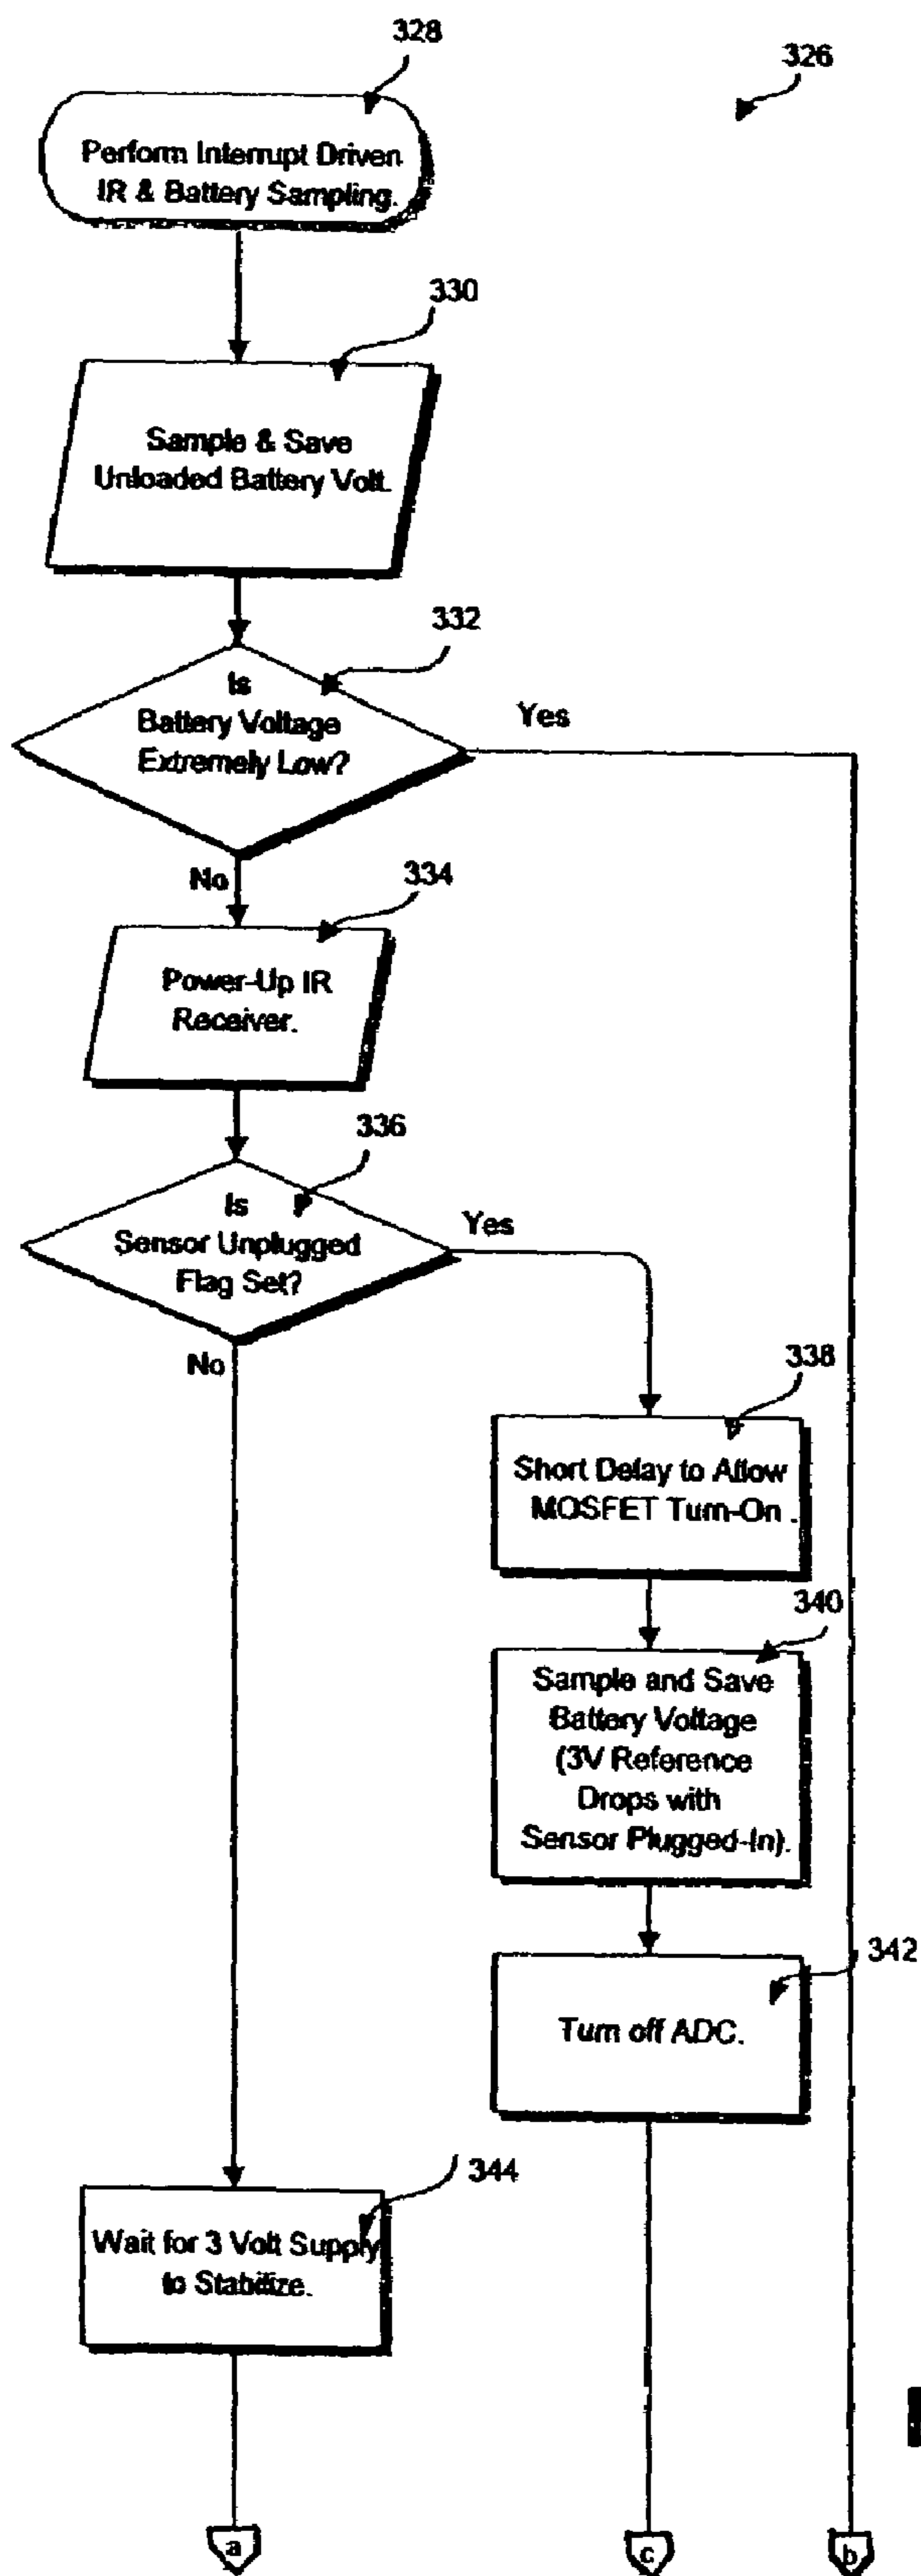 328
326
Perform Interrupt Driven
IR & Battery Sampling.
330
Sample & Save
Unloaded Battery Volt.
332
Is
Battery Voltage
Extremely Low?
Yes
No
334
Power-Up IR
Receiver.
336
Is
Sensor Unplugged
Flag Set?
Yes
No
338
Short Delay to Allow
MOSFET Turn-On .
340
Sample and Save
Battery Voltage
(3V Reference
Drops with
Sensor Plugged-In).
342
Turn off ADC.
344
Wait for 3 Volt Supply
to Stabilize.
a
c
b